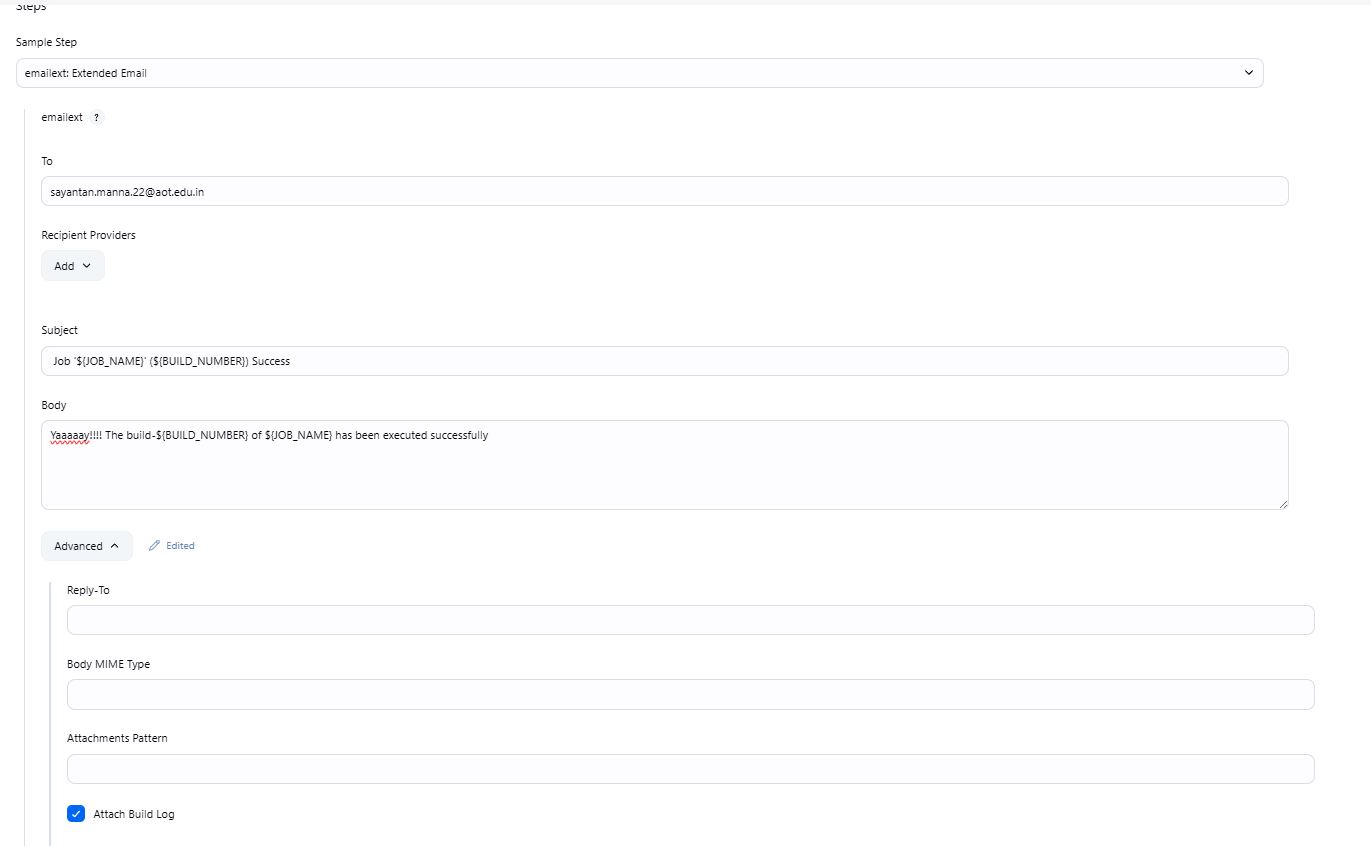 Steps
Sample Step
emailext: Extended Email
emailext ?
To
sayantan.manna.22@aot.edu.in
Recipient Providers
Add
Subject
Job '${JOB_NAME}' (${BUILD_NUMBER}) Success
Body
Yaaaaay!!!! The build-${BUILD_NUMBER} of ${JOB_NAME} has been executed successfully
Advanced Edited
Reply-To
Body MIME Type
Attachments Pattern
Attach Build Log